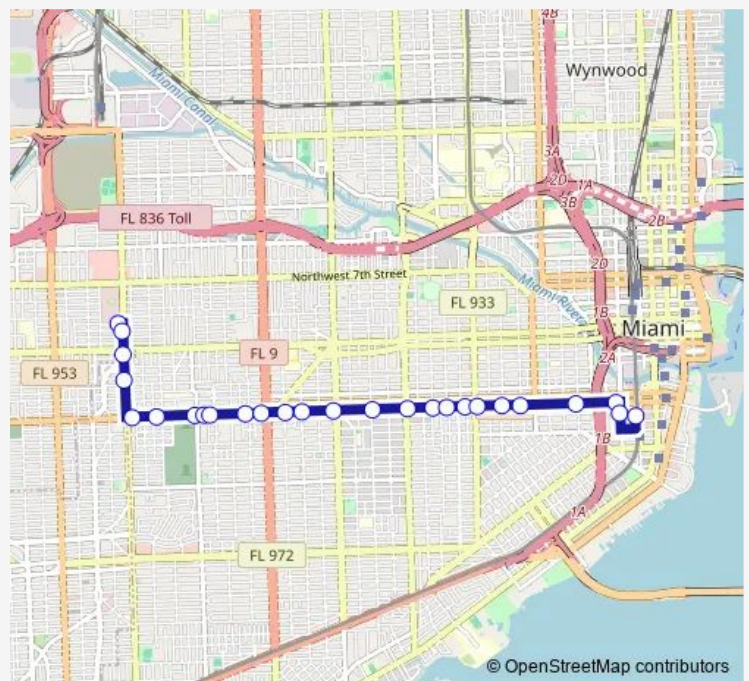 4B
Wynwood
Miami Canal
3A
2D
1A
3B
2B
FL 836 Toll
2D
Northwest 7th Street
Miami River
FL 933
1B
Miami
FL 9
2A
FL 953
1B
1A
FL 972
© OpenStreetMap contributors